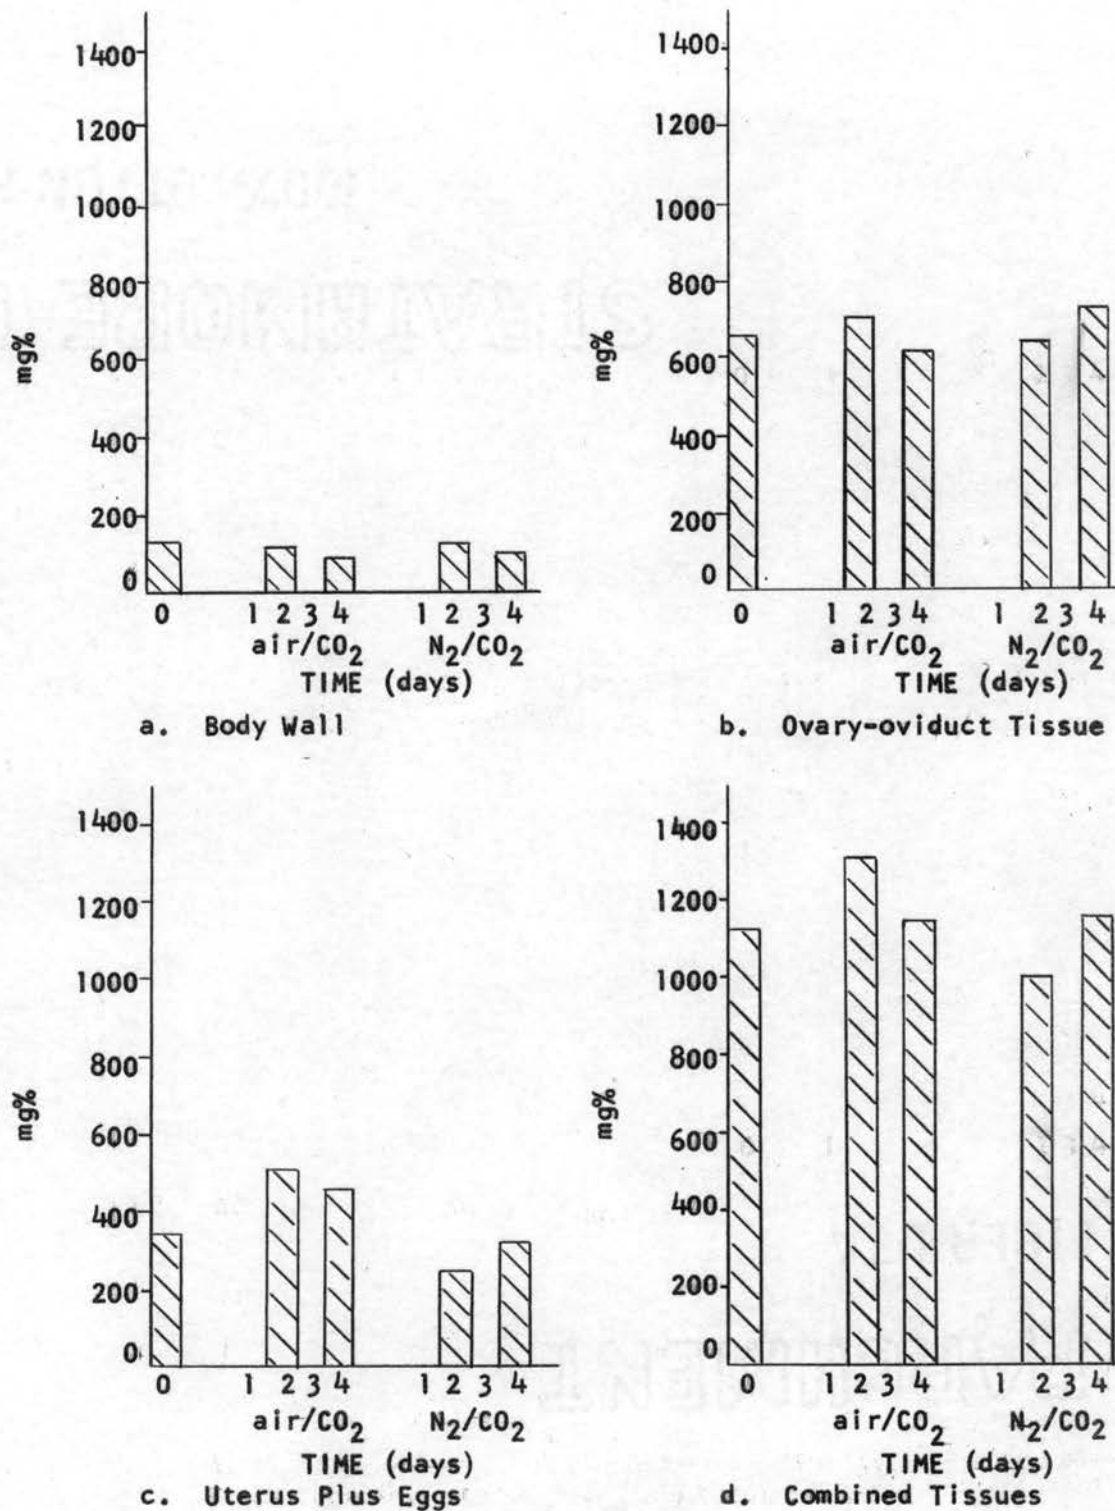 1400
1200
1000
800
600
400
200
0
mg%
0 1 2 3 4 1 2 3 4
air/CO2 N2/CO2
TIME (days)
a. Body Wall
1400
1200
1000
800
600
400
200
0
mg%
0 1 2 3 4 1 2 3 4
air/CO2 N2/CO2
TIME (days)
b. Ovary-oviduct Tissue
1400
1200
1000
800
600
400
200
0
mg%
0 1 2 3 4 1 2 3 4
air/CO2 N2/CO2
TIME (days)
c. Uterus Plus Eggs
1400
1200
1000
800
600
400
200
0
mg%
0 1 2 3 4 1 2 3 4
air/CO2 N2/CO2
TIME (days)
d. Combined Tissues